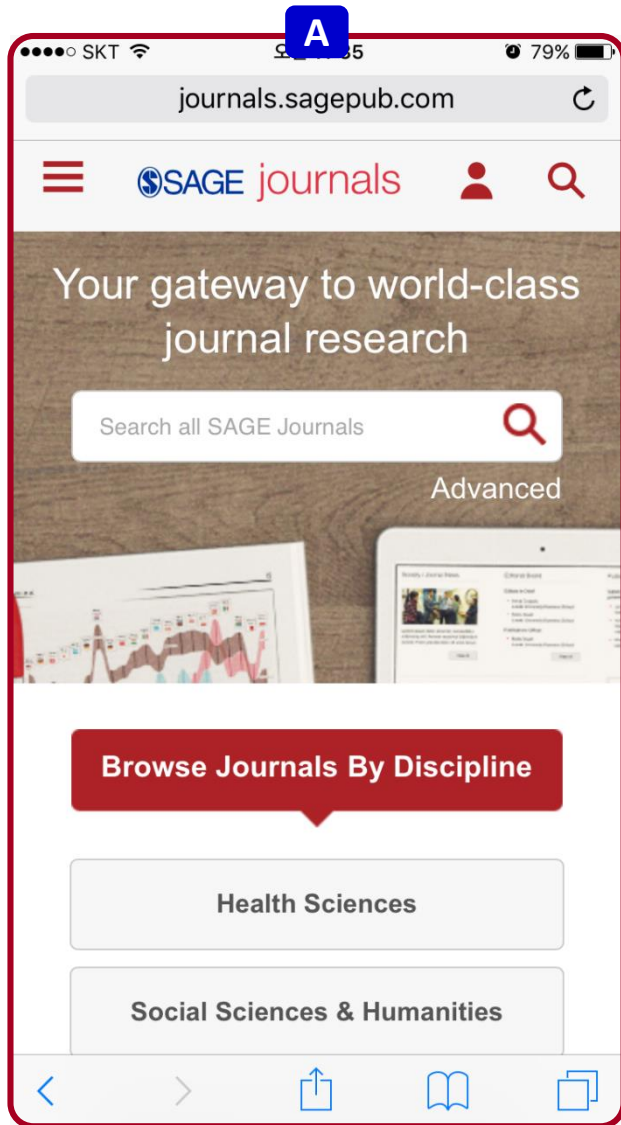 A
SKT 79%
journals.sagepub.com
SAGE journals
Your gateway to world-class
journal research
Search all SAGE Journals
Advanced
Browse Journals By Discipline
Health Sciences
Social Sciences & Humanities